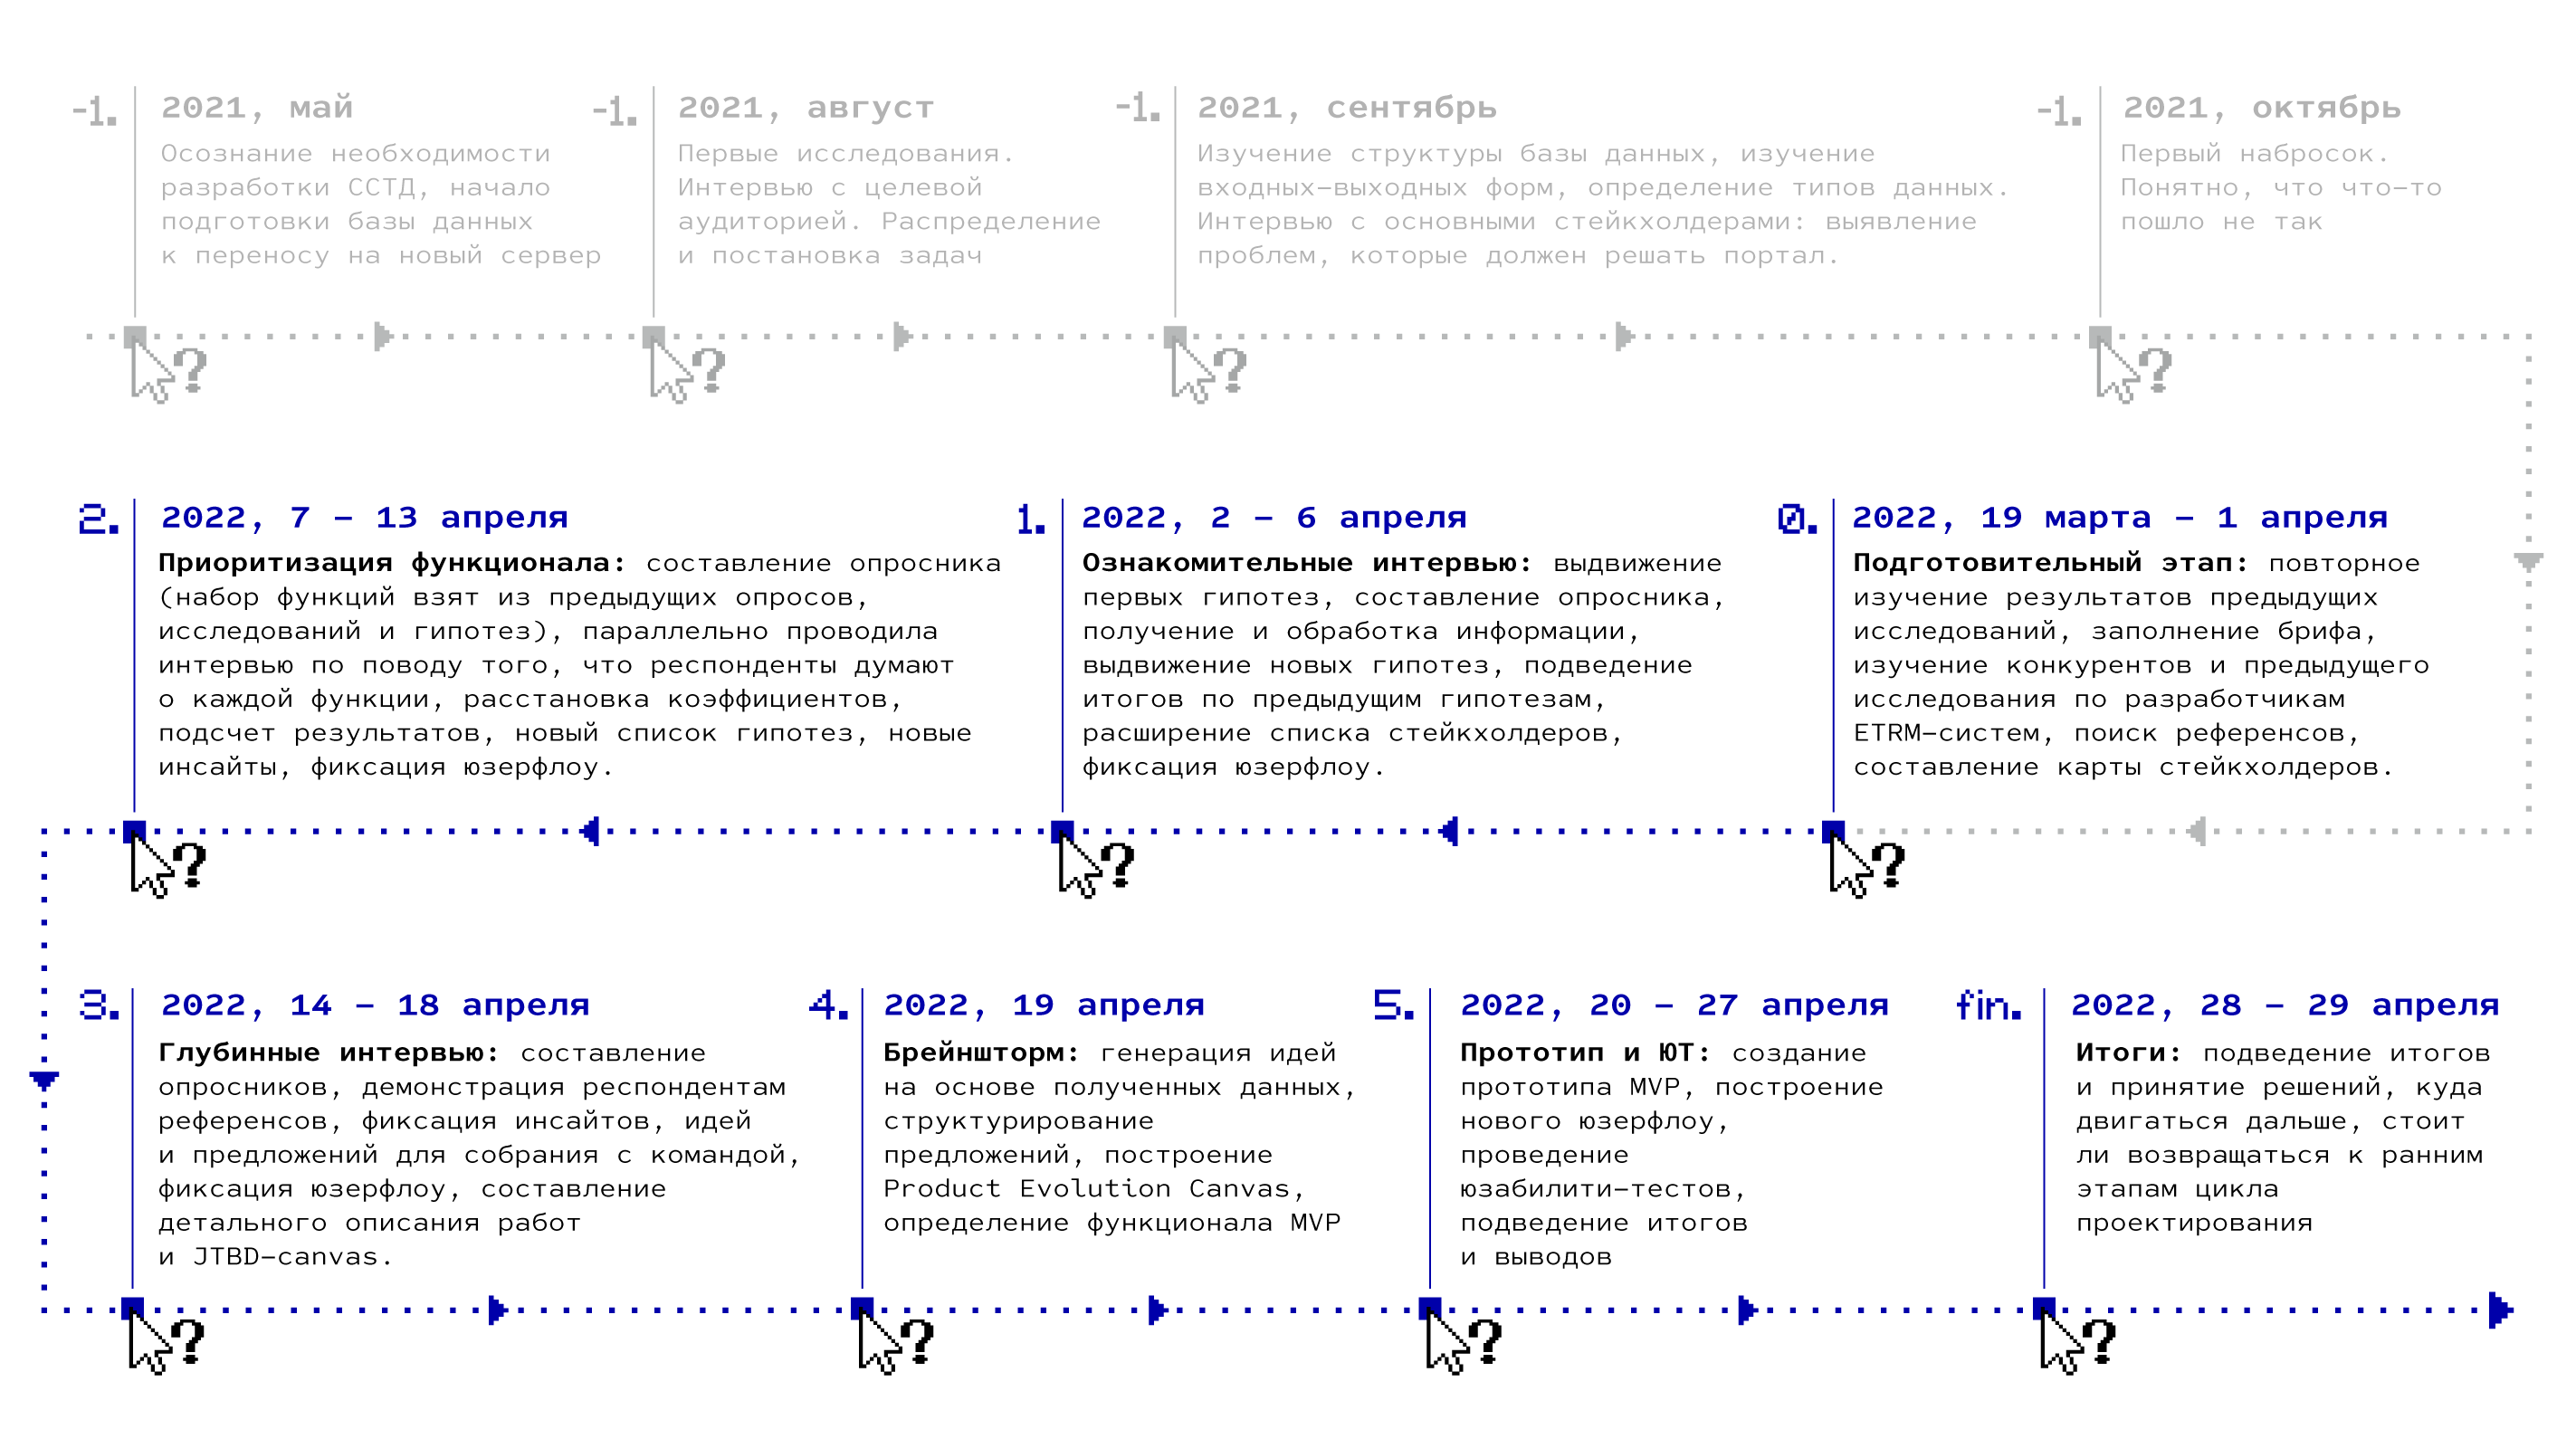 -1.
2021, май
Осознание необходимости
разработки ССТД, начало
подготовки базы данных
к переносу на новый сервер
-1.
2021, август
Первые исследования.
Интервью с целевой
аудиторией. Распределение
и постановка задач
-1.
2021, сентябрь
Изучение структуры базы данных, изучение
входных-выходных форм, определение типов данных.
Интервью с основными стейкхолдерами: выявление
проблем, которые должен решать портал.
-1.
2021, октябрь
Первый набросок.
Понятно, что что-то
пошло не так
?
?
?
?
2.
2022, 7 – 13 апреля
Приоритизация функционала: составление опросника
(набор функций взят из предыдущих опросов,
исследований и гипотез), параллельно проводила
интервью по поводу того, что респонденты думают
о каждой функции, расстановка коэффициентов,
подсчет результатов, новый список гипотез, новые
инсайты, фиксация юзерфлоу.
1.
2022, 2 – 6 апреля
Ознакомительные интервью: выдвижение
первых гипотез, составление опросника,
получение и обработка информации,
выдвижение новых гипотез, подведение
итогов по предыдущим гипотезам,
расширение списка стейкхолдеров,
фиксация юзерфлоу.
0.
2022, 19 марта – 1 апреля
Подготовительный этап: повторное
изучение результатов предыдущих
исследований, заполнение брифа,
изучение конкурентов и предыдущего
исследования по разработчикам
ETRM-систем, поиск референсов,
составление карты стейкхолдеров.
?
?
?
3.
2022, 14 – 18 апреля
Глубинные интервью: составление
опросников, демонстрация респондентам
референсов, фиксация инсайтов, идей
и предложений для собрания с командой,
фиксация юзерфлоу, составление
детального описания работ
и JTBD-canvas.
4.
2022, 19 апреля
Брейншторм: генерация идей
на основе полученных данных,
структурирование
предложений, построение
Product Evolution Canvas,
определение функционала MVP
5.
2022, 20 – 27 апреля
Прототип и ЮТ: создание
прототипа MVP, построение
нового юзерфлоу,
проведение
юзабилити-тестов,
подведение итогов
и выводов
fin.
2022, 28 – 29 апреля
Итоги: подведение итогов
и принятие решений, куда
двигаться дальше, стоит
ли возвращаться к ранним
этапам цикла
проектирования
?
?
?
?